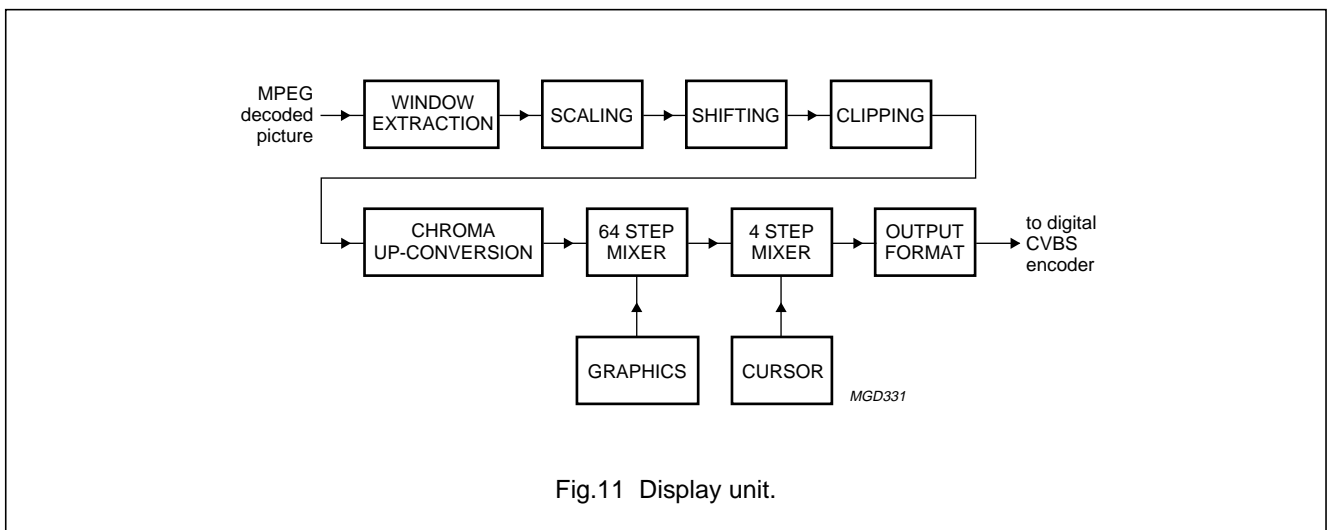 MPEG
decoded
picture
WINDOW
EXTRACTION
SCALING
SHIFTING
CLIPPING
CHROMA
UP-CONVERSION
64 STEP
MIXER
4 STEP
MIXER
OUTPUT
FORMAT
to digital
CVBS
encoder
GRAPHICS
CURSOR
MGD331
Fig.11 Display unit.